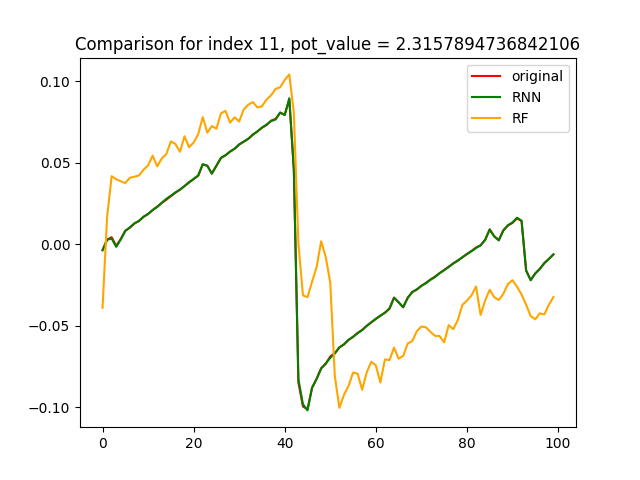 Comparison for index 11, pot_value = 2.3157894736842106
original
RNN
RF
0.10
0.05
0.00
−0.05
−0.10
0
20
40
60
80
100